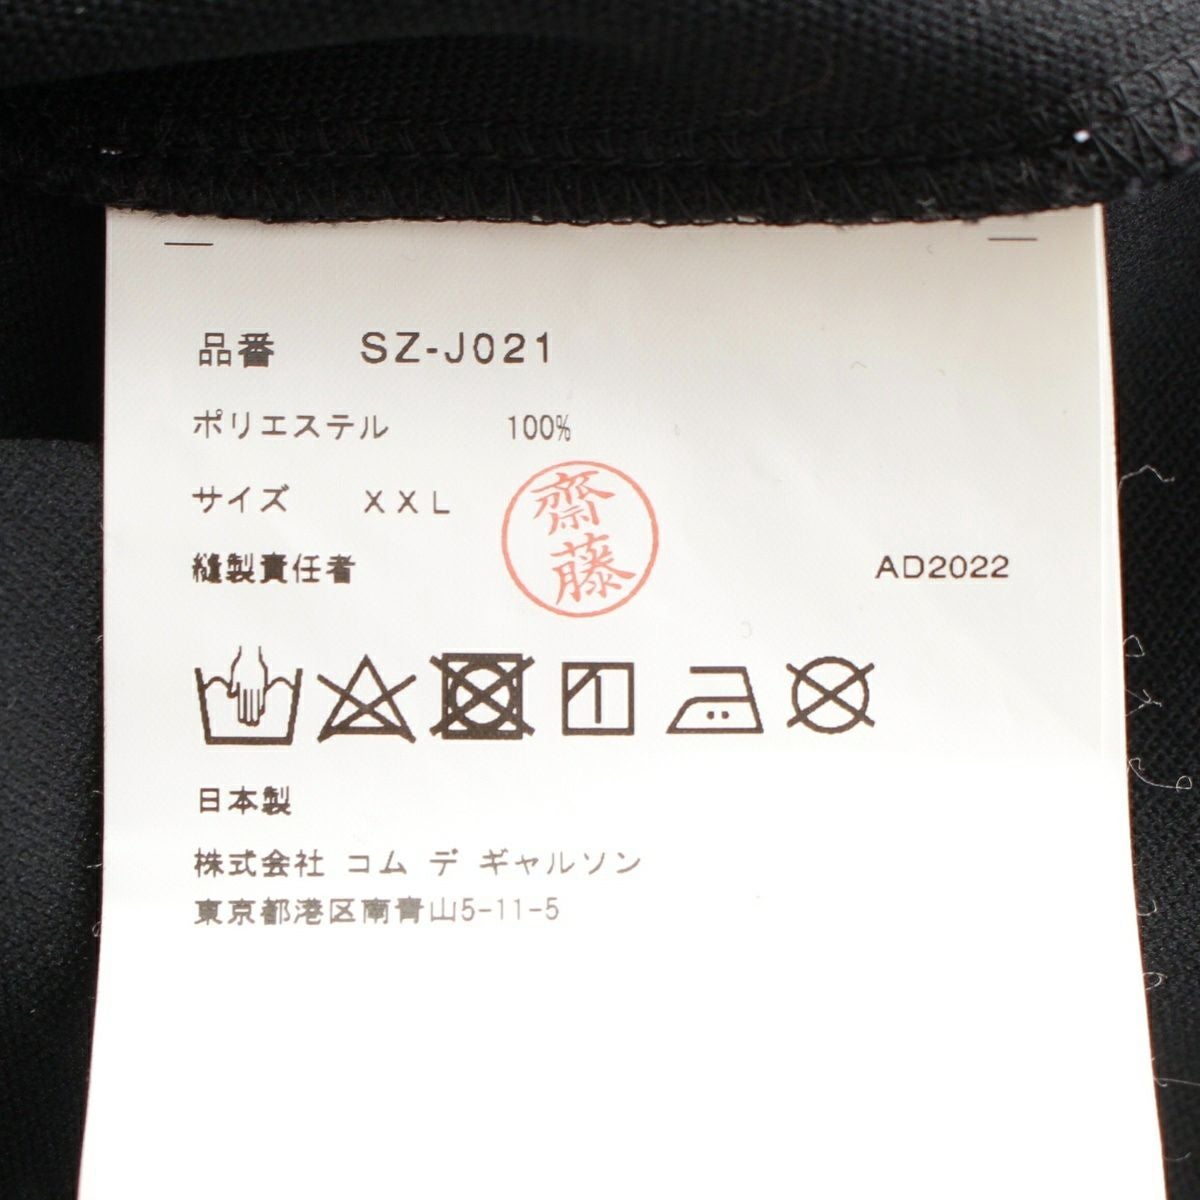 品番 SZ-J021
ポリエステル 100%
サイズ XXL
齋藤
縫製責任者 AD2022
日本製
株式会社 コム デ ギャルソン
東京都港区南青山5-11-5